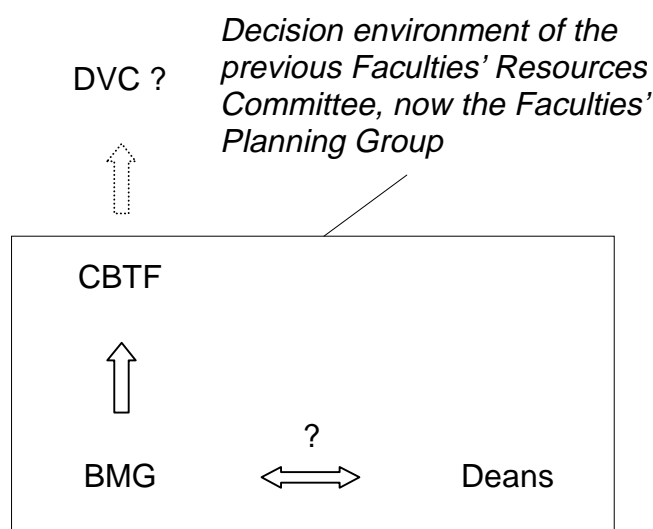 Decision environment of the
previous Faculties’ Resources
Committee, now the Faculties’
Planning Group
DVC ?
CBTF
?
BMG
Deans